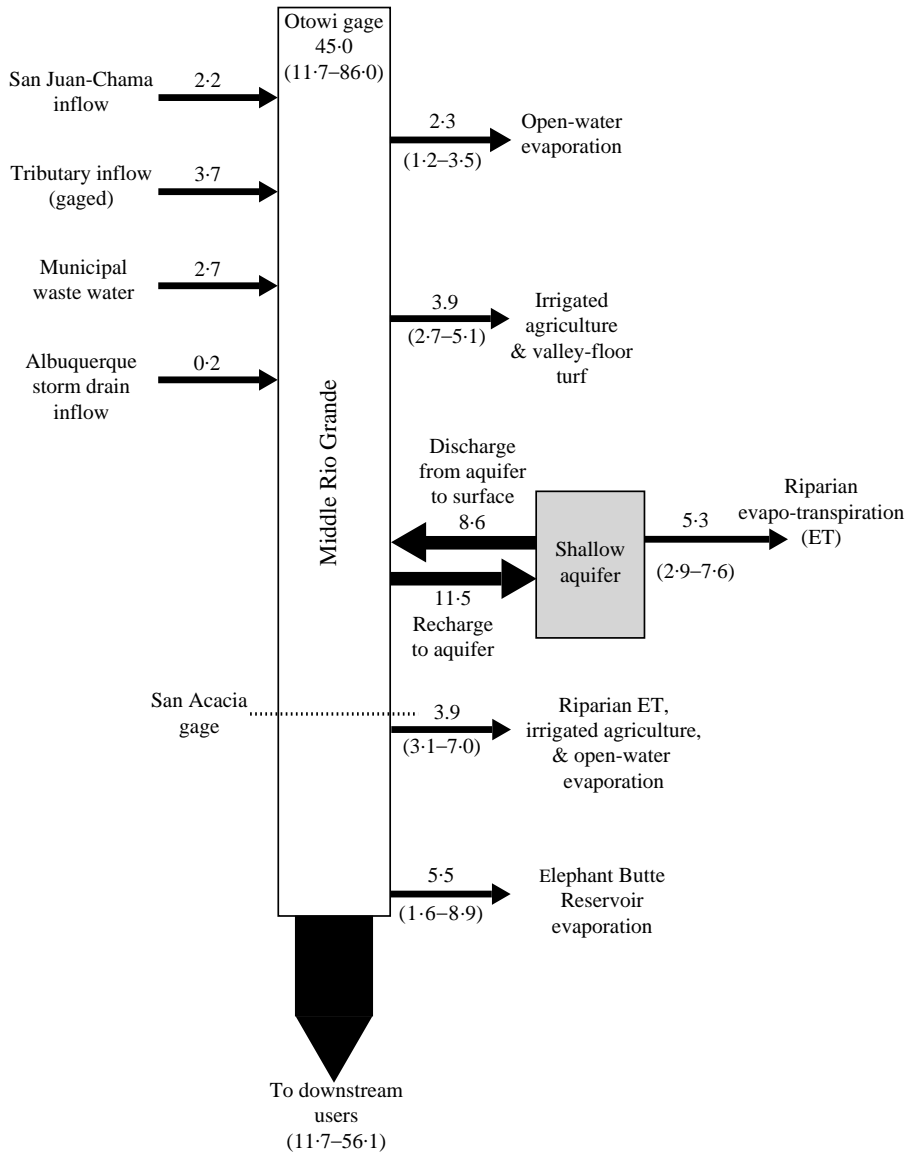 Otowi gage
45·0
(11·7–86·0)
San Juan-Chama
inflow
2·2
2·3
(1·2–3·5)
Open-water
evaporation
Tributary inflow
(gaged)
3·7
Municipal
waste water
2·7
3.9
(2·7–5·1)
Irrigated
agriculture
& valley-floor
turf
Albuquerque
storm drain
inflow
0·2
Middle Rio Grande
Discharge
from aquifer
to surface
8·6
Shallow
aquifer
5·3
(2·9–7·6)
Riparian
evapo-transpiration
(ET)
11·5
Recharge
to aquifer
San Acacia
gage
3.9
(3·1–7·0)
Riparian ET,
irrigated agriculture,
& open-water
evaporation
5·5
(1·6–8·9)
Elephant Butte
Reservoir
evaporation
To downstream
users
(11·7–56·1)